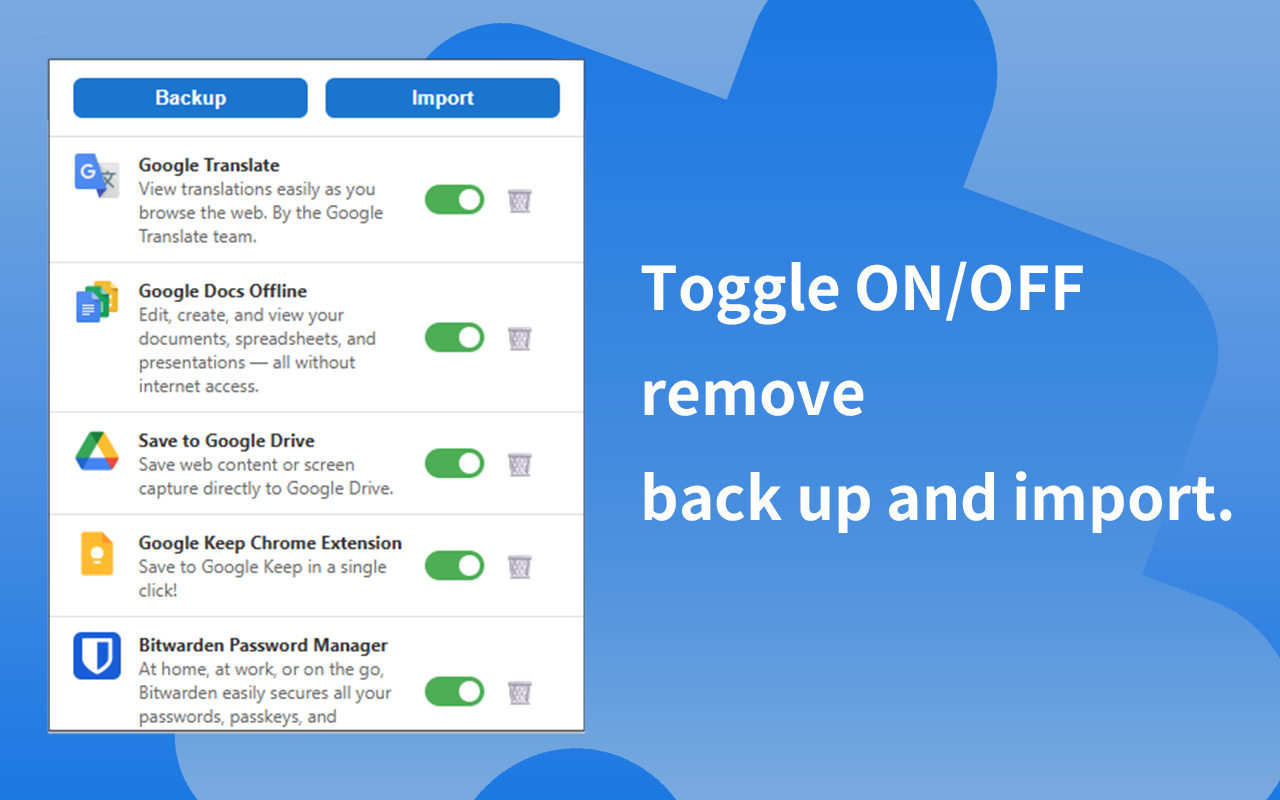 Backup
Import
Google Translate
View translations easily as you
browse the web. By the Google
Translate team.
Google Docs Offline
Edit, create, and view your
documents, spreadsheets, and
presentations — all without
internet access.
Save to Google Drive
Save web content or screen
capture directly to Google Drive.
Google Keep Chrome Extension
Save to Google Keep in a single
click!
Bitwarden Password Manager
At home, at work, or on the go,
Bitwarden easily secures all your
passwords, passkeys, and
Toggle ON/OFF
remove
back up and import.